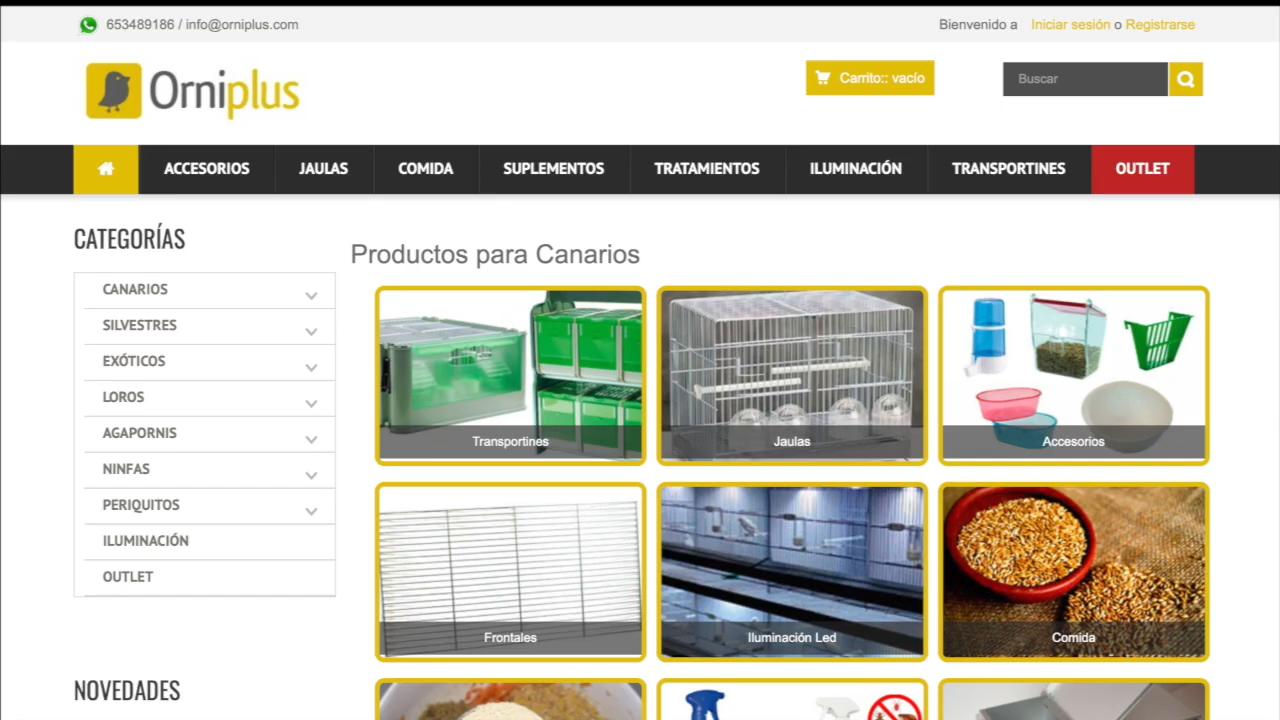 653489186 / info@orniplus.com
Bienvenido a Iniciar sesión o Registrarse
Orniplus
Carrito:: vacío
Buscar
ACCESORIOS JAULAS COMIDA SUPLEMENTOS TRATAMIENTOS ILUMINACIÓN TRANSPORTINES OUTLET
CATEGORÍAS
CANARIOS
SILVESTRES
EXÓTICOS
LOROS
AGAPORNIS
NINFAS
PERIQUITOS
ILUMINACIÓN
OUTLET
NOVEDADES
Productos para Canarios
Transportines
Jaulas
Accesorios
Frontales
Iluminación Led
Comida